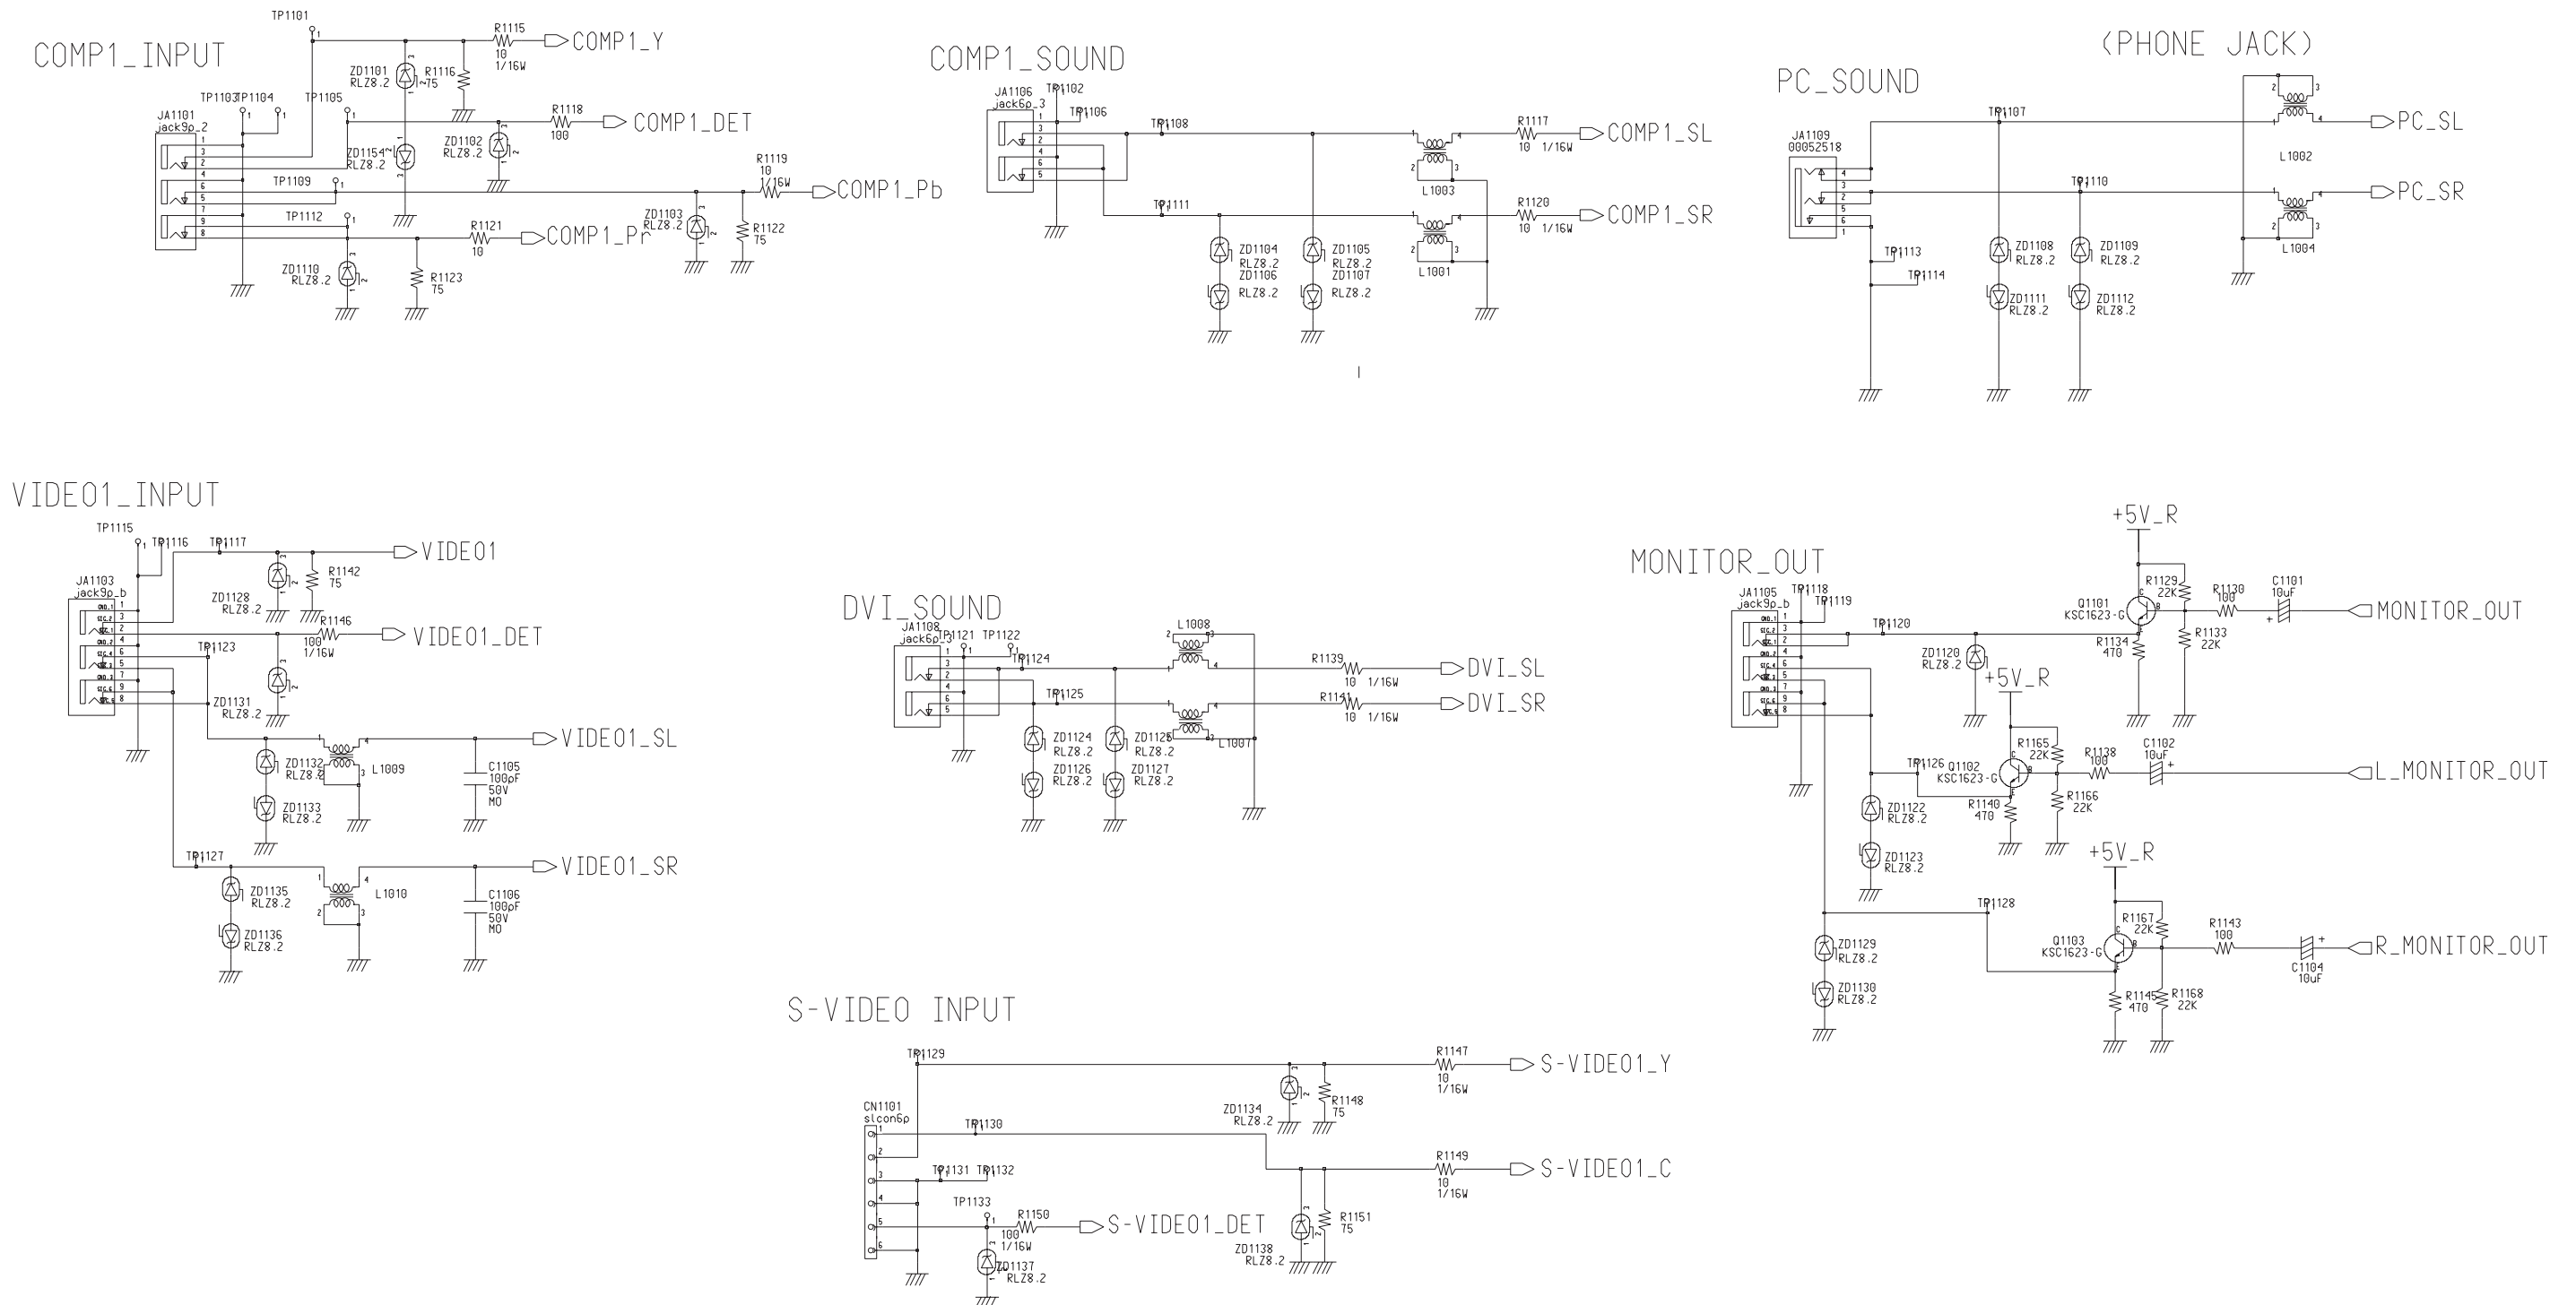 COMP1_INPUT
TP1101
R1115
10
1/16W
COMP1_Y
ZD1101
RLZ8.2
R1116
75
TP1103
TP1104
TP1105
R1118
100
COMP1_DET
JA1101
jack9p_2
ZD1154
RLZ8.2
ZD1102
RLZ8.2
R1119
10
1/16W
COMP1_Pb
TP1109
TP1112
ZD1103
RLZ8.2
R1122
75
R1121
10
COMP1_Pr
ZD1110
RLZ8.2
R1123
75
COMP1_SOUND
TP1102
JA1106
jack6p_3
TP1106
TP1108
R1117
10 1/16W
COMP1_SL
L1003
TP1111
R1120
10 1/16W
COMP1_SR
ZD1104
RLZ8.2
ZD1106
RLZ8.2
ZD1105
RLZ8.2
ZD1107
RLZ8.2
L1001
(PHONE JACK)
PC_SOUND
TP1107
PC_SL
JA1109
00052518
L1002
TP1110
PC_SR
L1004
ZD1108
RLZ8.2
ZD1109
RLZ8.2
TP1113
TP1114
ZD1111
RLZ8.2
ZD1112
RLZ8.2
VIDEO1_INPUT
TP1115
TP1116
TP1117
VIDEO1
JA1103
jack9p_b
ZD1128
RLZ8.2
R1142
75
R1146
100
1/16W
VIDEO1_DET
TP1123
ZD1131
RLZ8.2
ZD1132
RLZ8.2
L1009
VIDEO1_SL
C1105
100pF
50V
MO
ZD1133
RLZ8.2
TP1127
VIDEO1_SR
ZD1135
RLZ8.2
L1010
C1106
100pF
50V
MO
ZD1136
RLZ8.2
DVI_SOUND
JA1108
jack6p_3
TP1121
TP1122
L1008
TP1124
R1139
10 1/16W
DVI_SL
TP1125
R1141
10 1/16W
DVI_SR
L1007
ZD1124
RLZ8.2
ZD1125
RLZ8.2
ZD1126
RLZ8.2
ZD1127
RLZ8.2
MONITOR_OUT
+5V_R
JA1105
jack9p_b
TP1118
TP1119
TP1120
Q1101
KSC1623-G
R1129
22K
R1130
100
C1101
10uF
MONITOR_OUT
R1134
470
R1133
22K
ZD1120
RLZ8.2
+5V_R
TP1126
Q1102
KSC1623-G
R1165
22K
R1138
100
C1102
10uF
L_MONITOR_OUT
R1140
470
R1166
22K
ZD1122
RLZ8.2
ZD1123
RLZ8.2
+5V_R
TP1128
Q1103
KSC1623-G
R1167
22K
R1143
100
C1104
10uF
R_MONITOR_OUT
ZD1129
RLZ8.2
ZD1130
RLZ8.2
R1145
470
R1168
22K
S-VIDEO INPUT
TP1129
R1147
10
1/16W
S-VIDEO1_Y
ZD1134
RLZ8.2
R1148
75
CN1101
slcon6p
TP1130
R1149
10
1/16W
S-VIDEO1_C
TP1131
TP1132
TP1133
R1150
100
1/16W
S-VIDEO1_DET
ZD1138
RLZ8.2
R1151
75
ZD1137
RLZ8.2